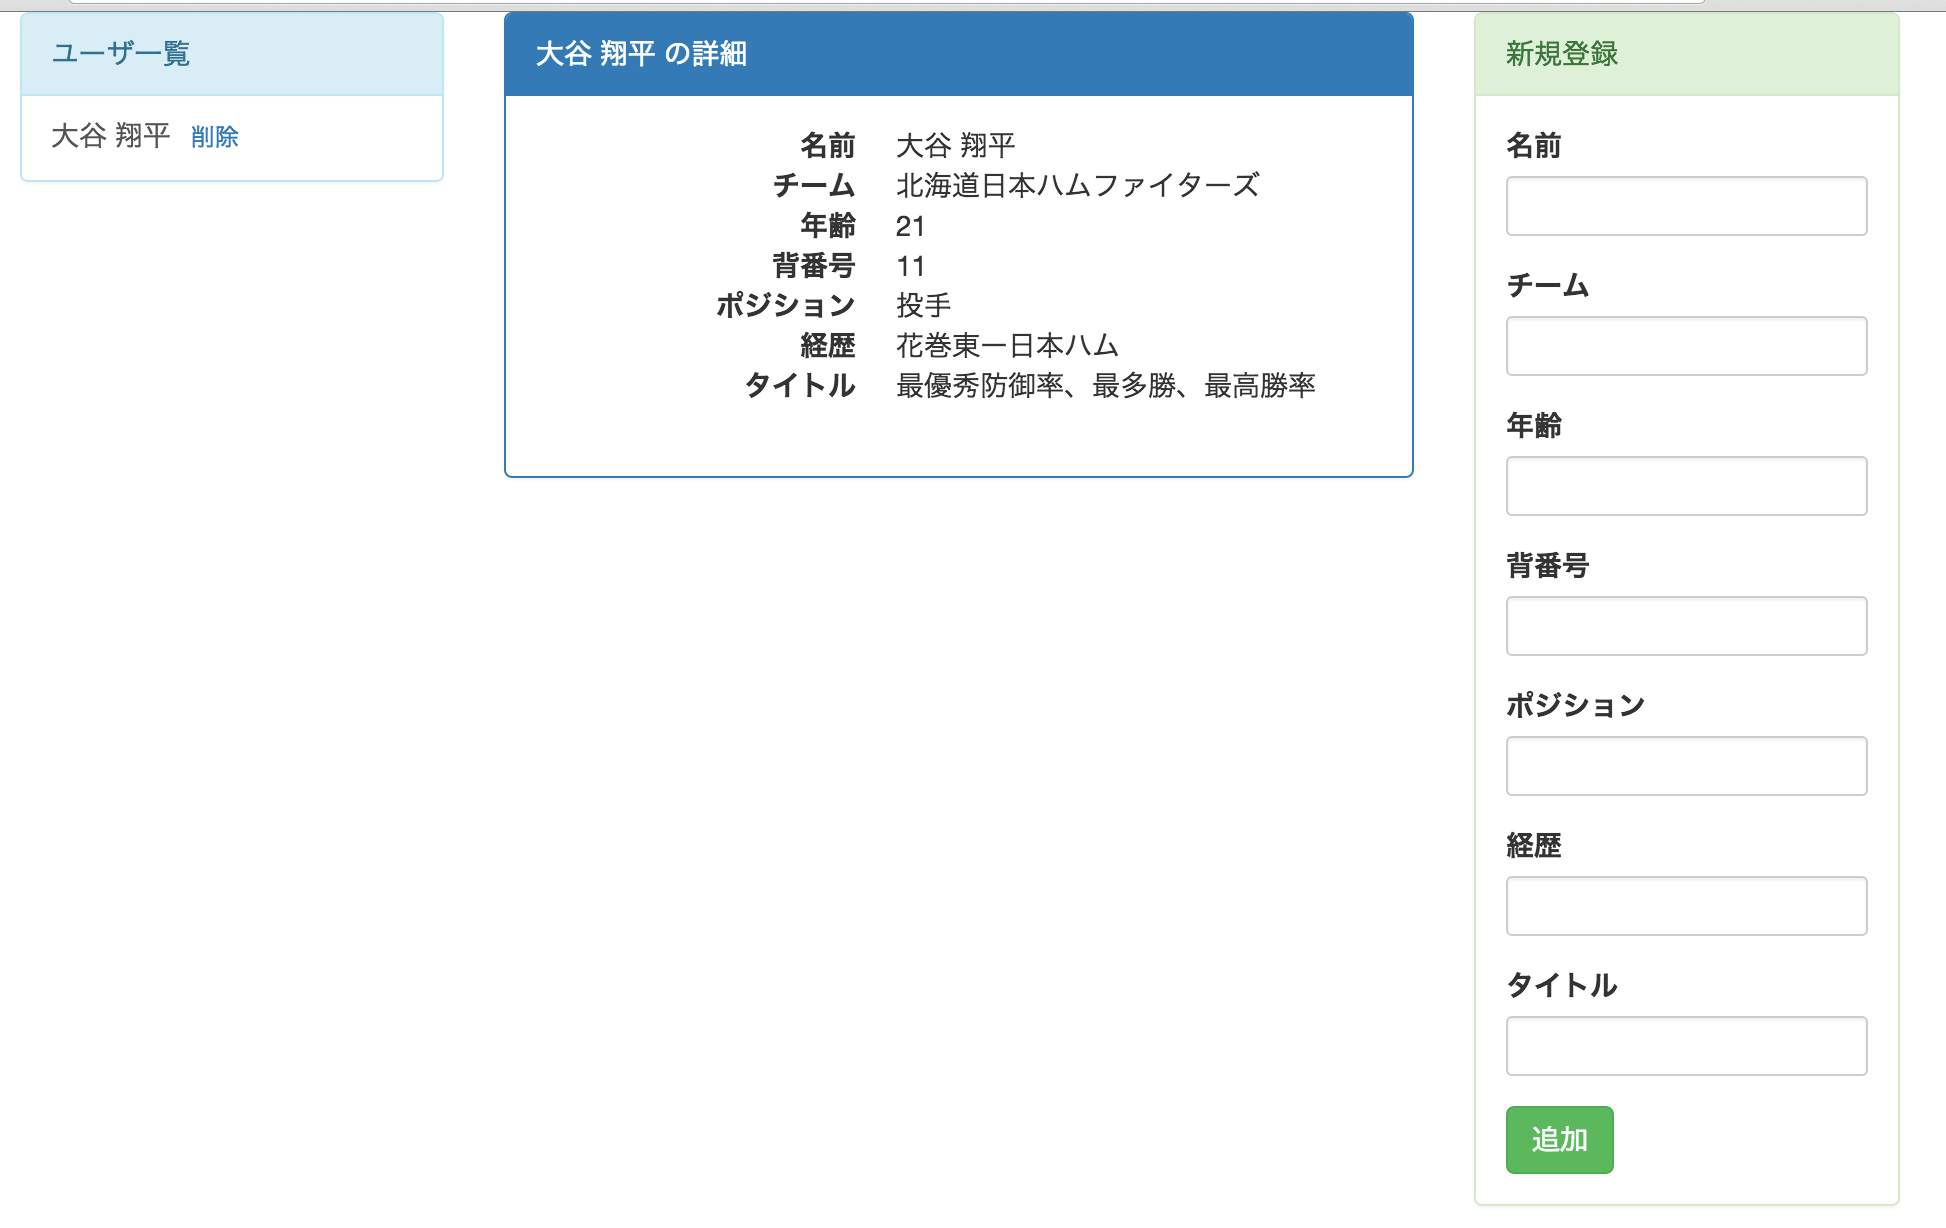 ユーザ一覧
大谷 翔平 削除
大谷 翔平 の詳細
名前 大谷 翔平
チーム 北海道日本ハムファイターズ
年齢 21
背番号 11
ポジション 投手
経歴 花巻東ー日本ハム
タイトル 最優秀防御率、最多勝、最高勝率
新規登録
名前
チーム
年齢
背番号
ポジション
経歴
タイトル
追加